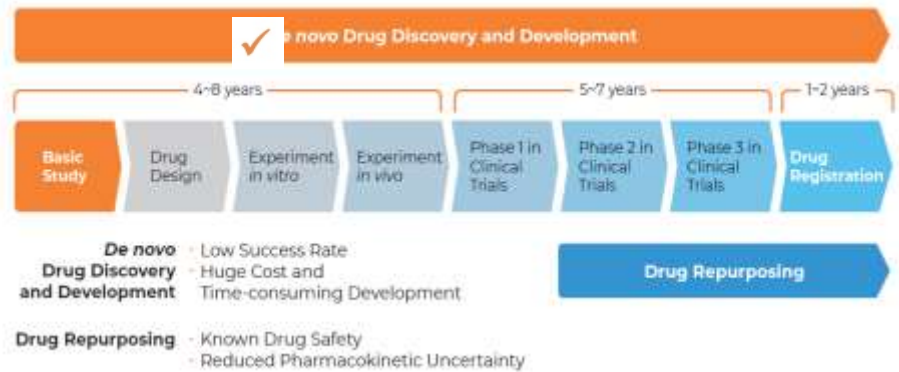 novo Drug Discovery and Development
4~8 years
5~7 years
1~2 years
Basic
Study
Drug
Design
Experiment
in vitro
Experiment
in vivo
Phase 1 in
Clinical
Trials
Phase 2 in
Clinical
Trials
Phase 3 in
Clinical
Trials
Drug
Registration
De novo
Drug Discovery
and Development
· Low Success Rate
· Huge Cost and
Time-consuming Development
Drug Repurposing
Drug Repurposing
· Known Drug Safety
· Reduced Pharmacokinetic Uncertainty